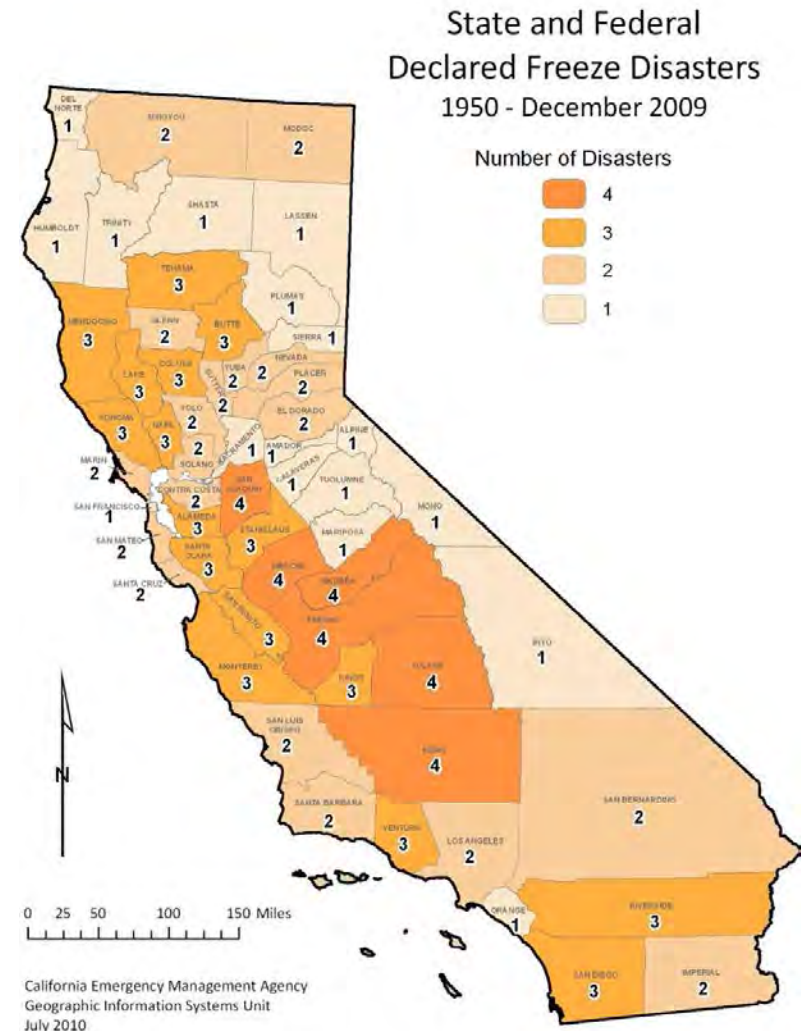 State and Federal
Declared Freeze Disasters
1950 - December 2009
Number of Disasters
4
3
2
1
DEL
NORTE
1
SISKIYOU
2
MODOC
2
HUMBOLDT
1
TRINITY
1
SHASTA
1
LASSEN
1
TEHAMA
3
PLUMAS
1
MENDOCINO
3
GLENN
2
BUTTE
3
SIERRA 1
LAKE
3
COLUSA
3
SUTTER
2
YUBA
2
NEVADA
2
PLACER
2
SONOMA
3
NAPA
3
YOLO
2
EL DORADO
2
SACRAMENTO
1
AMADOR
1
ALPINE
1
MARIN
2
SOLANO
2
CALAVERAS
1
TUOLUMNE
1
MONO
1
CONTRA COSTA
2
SAN
JOAQUIN
4
SAN FRANCISCO
1
ALAMEDA
3
STANISLAUS
3
MARIPOSA
1
SAN MATEO
2
SANTA
CLARA
3
MERCED
4
MADERA
4
SANTA CRUZ
2
SAN BENITO
3
FRESNO
4
INYO
1
MONTEREY
3
KINGS
3
TULARE
4
SAN LUIS
OBISPO
2
KERN
4
SANTA BARBARA
2
VENTURA
3
LOS ANGELES
2
SAN BERNARDINO
2
ORANGE
1
RIVERSIDE
3
SAN DIEGO
3
IMPERIAL
2
N
0 25 50 100 150 Miles
California Emergency Management Agency
Geographic Information Systems Unit
July 2010